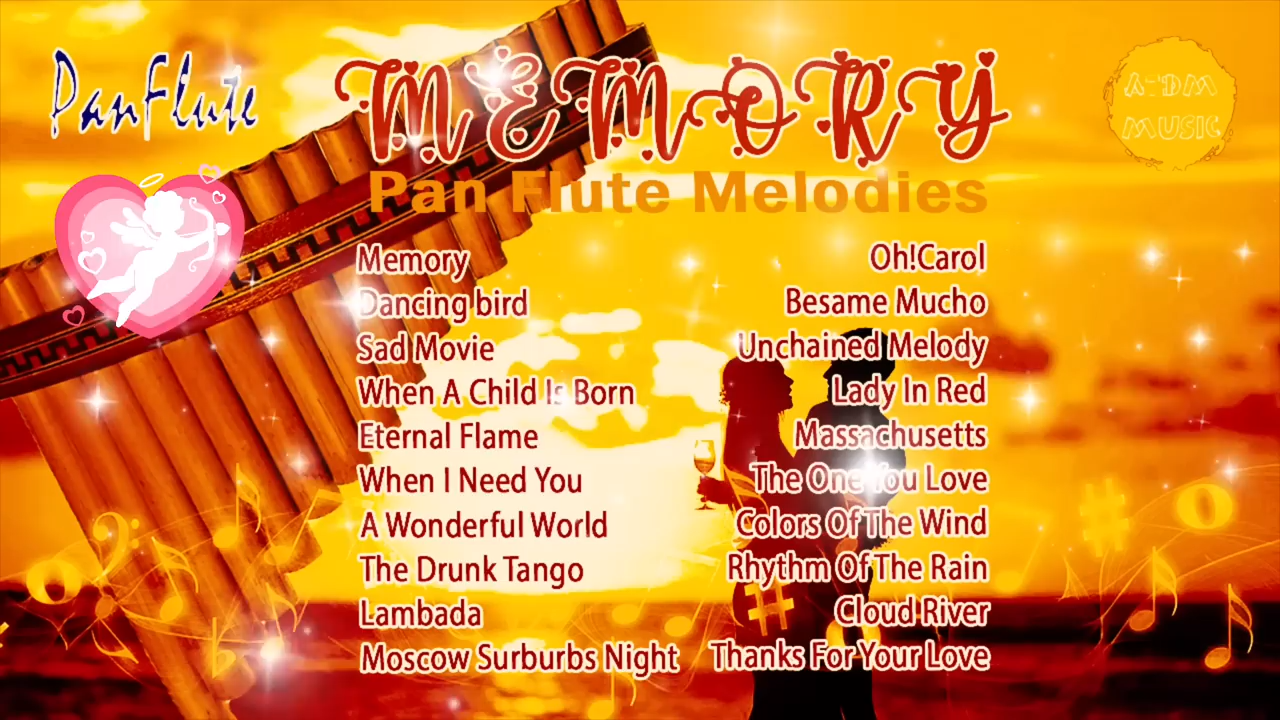 PanFlute
MEMORY
A-DM
MUSIC
Pan Flute Melodies
Memory
Dancing bird
Sad Movie
When A Child Is Born
Eternal Flame
When I Need You
A Wonderful World
The Drunk Tango
Lambada
Moscow Surburbs Night
Oh!Carol
Besame Mucho
Unchained Melody
Lady In Red
Massachusetts
The One You Love
Colors Of The Wind
Rhythm Of The Rain
Cloud River
Thanks For Your Love